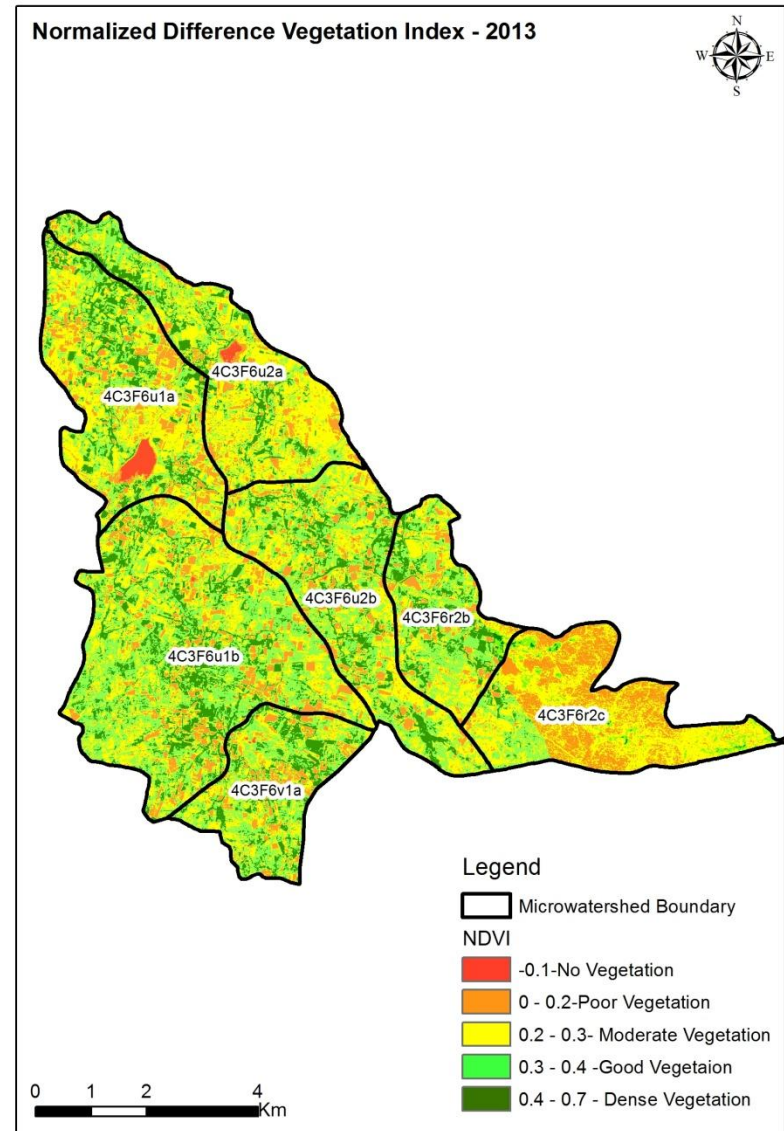 Normalized Difference Vegetation Index - 2013
N
W E
S
4C3F6u2a
4C3F6u1a
4C3F6u2b
4C3F6r2b
4C3F6u1b
4C3F6r2c
4C3F6v1a
Legend
Microwatershed Boundary
NDVI
-0.1-No Vegetation
0 - 0.2-Poor Vegetation
0.2 - 0.3- Moderate Vegetation
0.3 - 0.4 -Good Vegetaion
0.4 - 0.7 - Dense Vegetation
0 1 2 4
Km